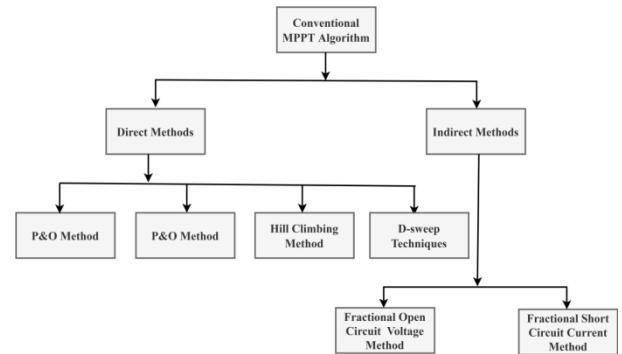 Conventional
MPPT Algorithm
Direct Methods
Indirect Methods
P&O Method
P&O Method
Hill Climbing
Method
D-sweep
Techniques
Fractional Open
Circuit Voltage
Method
Fractional Short
Circuit Current
Method